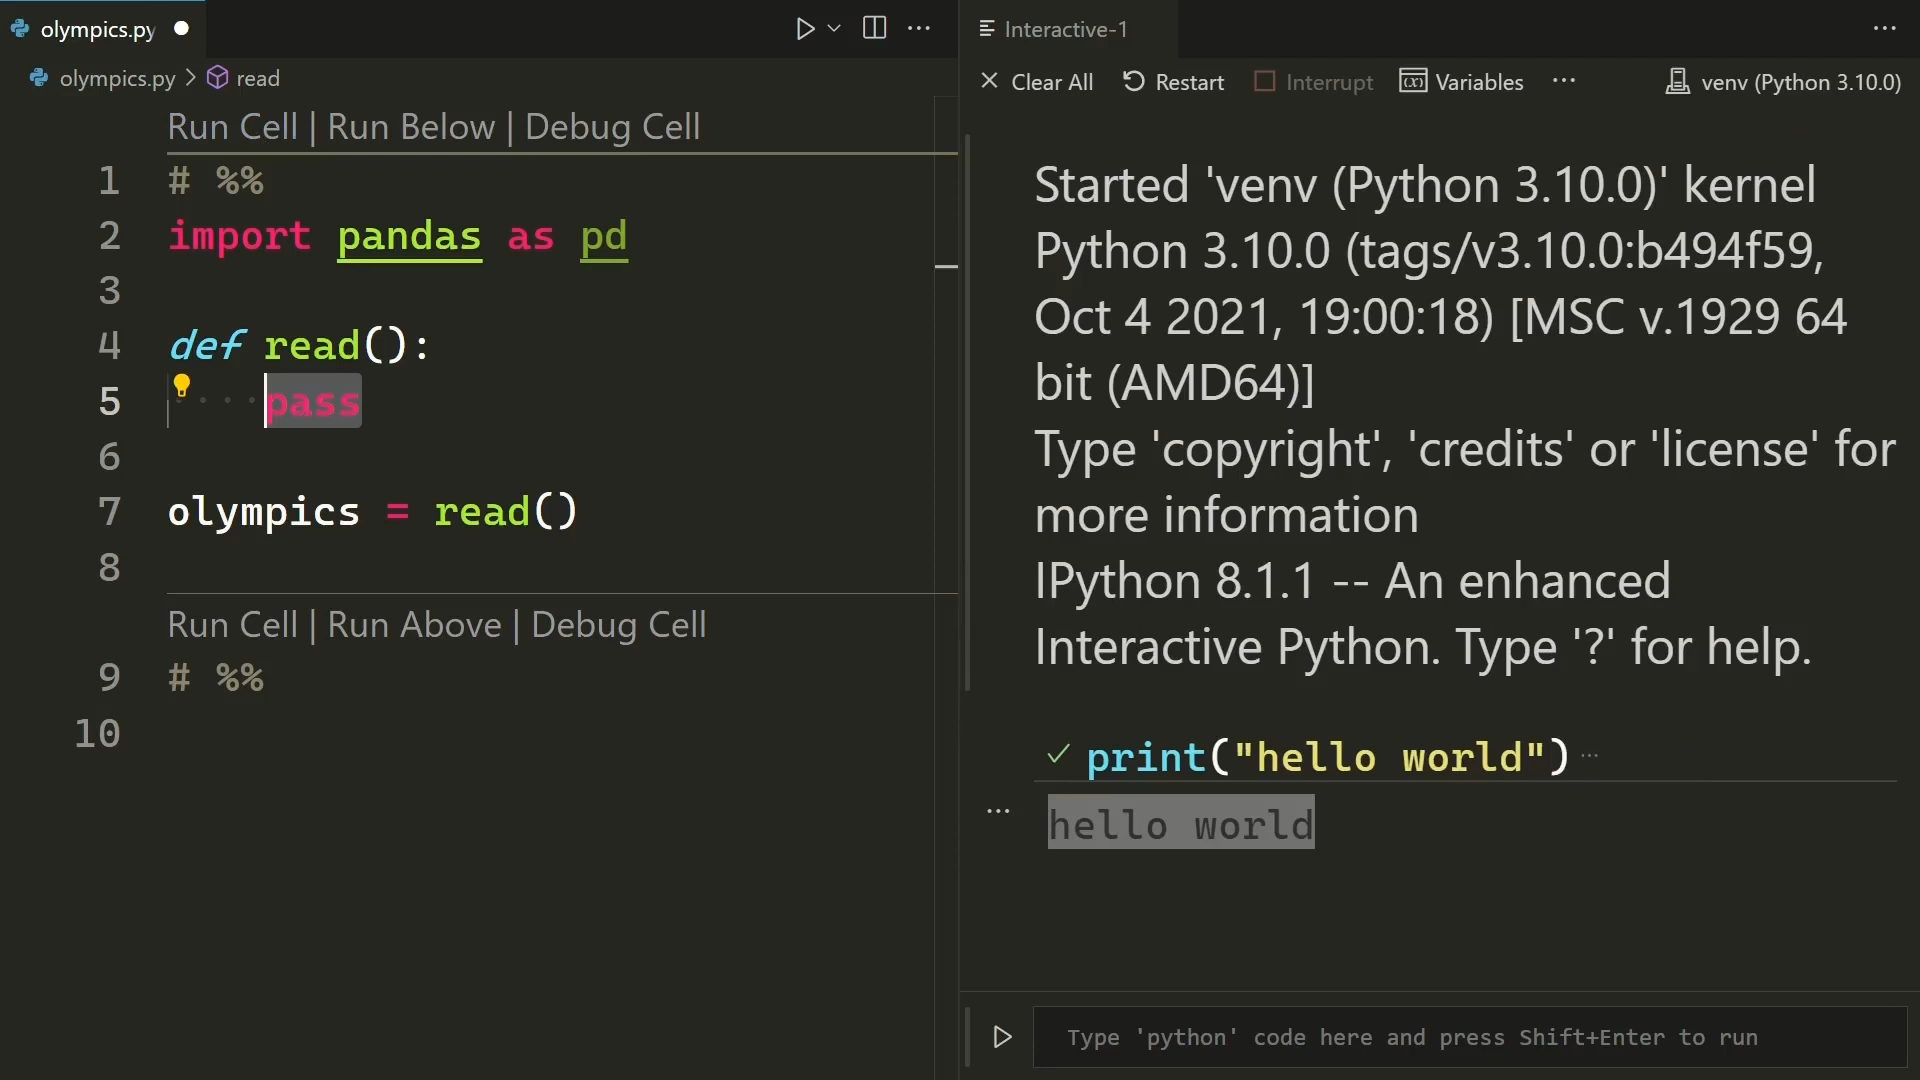 olympics.py
olympics.py > read
Run Cell | Run Below | Debug Cell
1 # %%
2 import pandas as pd
3
4 def read():
5 ····pass
6
7 olympics = read()
8
Run Cell | Run Above | Debug Cell
9 # %%
10
Interactive-1
Clear All Restart Interrupt Variables ··· venv (Python 3.10.0)
Started 'venv (Python 3.10.0)' kernel
Python 3.10.0 (tags/v3.10.0:b494f59,
Oct 4 2021, 19:00:18) [MSC v.1929 64
bit (AMD64)]
Type 'copyright', 'credits' or 'license' for
more information
IPython 8.1.1 -- An enhanced
Interactive Python. Type '?' for help.
print("hello world") ···
hello world
Type 'python' code here and press Shift+Enter to run